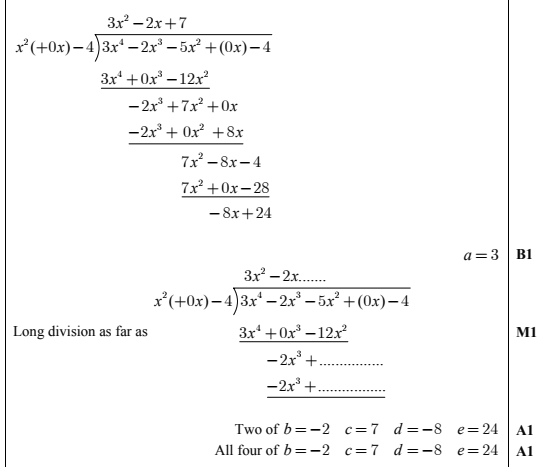 3x² − 2x + 7
x²(+0x) − 4)3x⁴ − 2x³ − 5x² + (0x) − 4
3x⁴ + 0x³ − 12x²
−2x³ + 7x² + 0x
−2x³ + 0x² + 8x
7x² − 8x − 4
7x² + 0x − 28
−8x + 24
a = 3 B1
3x² − 2x.......
x²(+0x) − 4)3x⁴ − 2x³ − 5x² + (0x) − 4
Long division as far as 3x⁴ + 0x³ − 12x² M1
−2x³ + ................
−2x³ + .................
Two of b = −2 c = 7 d = −8 e = 24 A1
All four of b = −2 c = 7 d = −8 e = 24 A1